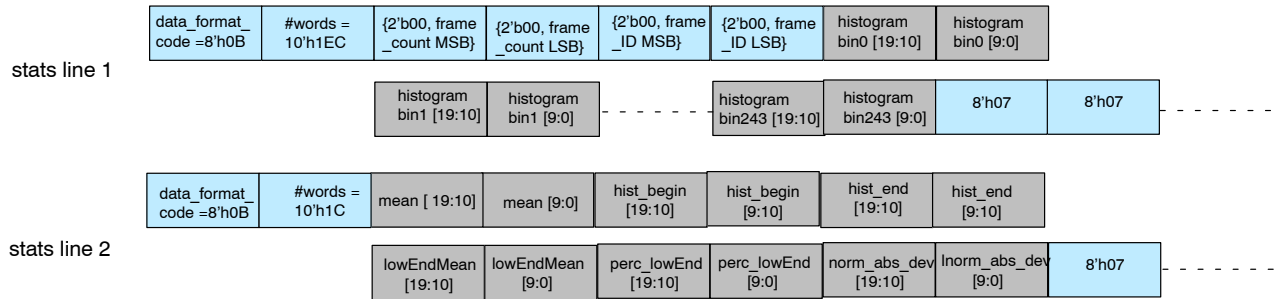 data_format_
code =8'h0B
#words =
10'h1EC
{2'b00, frame
_count MSB}
{2'b00, frame
_count LSB}
{2'b00, frame
_ID MSB}
{2'b00, frame
_ID LSB}
histogram
bin0 [19:10]
histogram
bin0 [9:0]
stats line 1
histogram
bin1 [19:10]
histogram
bin1 [9:0]
histogram
bin243 [19:10]
histogram
bin243 [9:0]
8'h07
8'h07
data_format_
code =8'h0B
#words =
10'h1C
mean [ 19:10]
mean [9:0]
hist_begin
[19:10]
hist_begin
[9:10]
hist_end
[19:10]
hist_end
[9:10]
stats line 2
lowEndMean
[19:10]
lowEndMean
[9:0]
perc_lowEnd
[19:10]
perc_lowEnd
[9:0]
norm_abs_dev
[19:10]
lnorm_abs_dev
[9:0]
8'h07